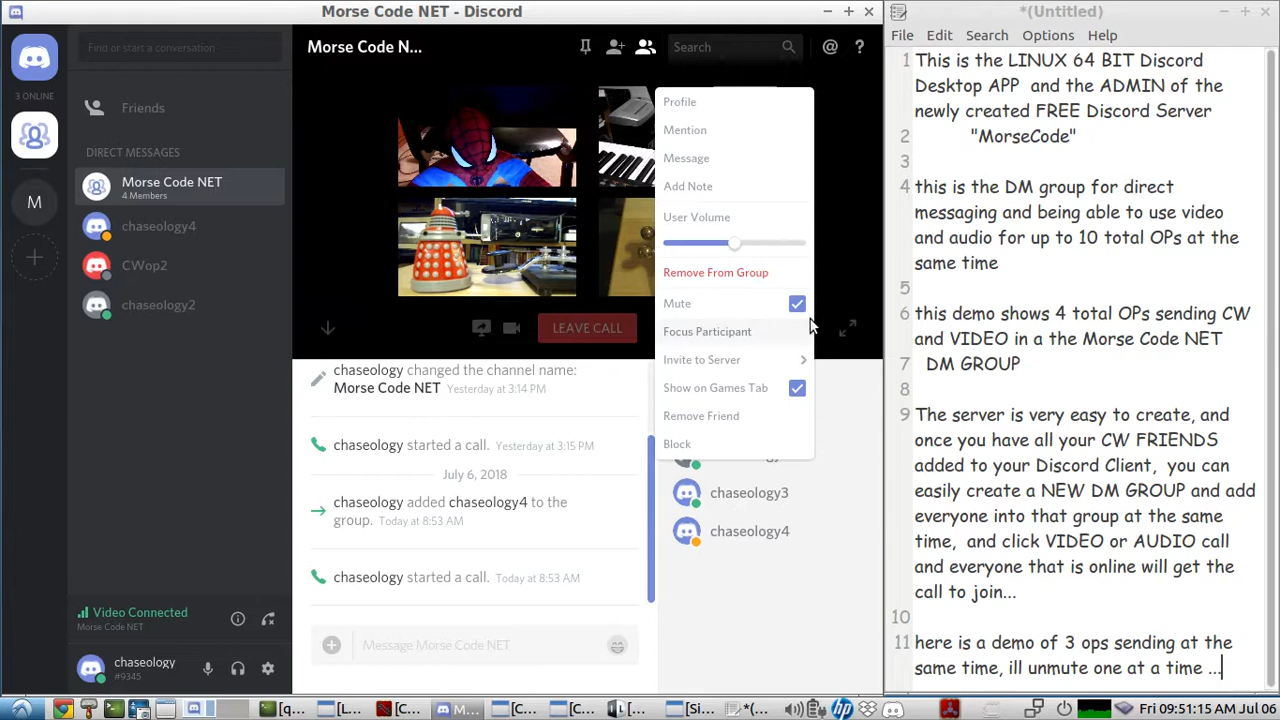 Morse Code NET - Discord
*(Untitled)
Find or start a conversation
Morse Code N...
Search
File Edit Search Options Help
3 ONLINE
Friends
DIRECT MESSAGES
Morse Code NET
4 Members
M
chaseology4
CWop2
chaseology2
Video Connected
Morse Code NET
chaseology
#9345
LEAVE CALL
chaseology changed the channel name:
Morse Code NET Yesterday at 3:14 PM
chaseology started a call. Yesterday at 3:15 PM
July 6, 2018
chaseology added chaseology4 to the
group. Today at 8:53 AM
chaseology started a call. Today at 8:53 AM
Message Morse Code NET
Profile
Mention
Message
Add Note
User Volume
Remove From Group
Mute
Focus Participant
Invite to Server
Show on Games Tab
Remove Friend
Block
chaseology3
chaseology4
1 This is the LINUX 64 BIT Discord
Desktop APP and the ADMIN of the
newly created FREE Discord Server
2 "MorseCode"
3
4 this is the DM group for direct
messaging and being able to use video
and audio for up to 10 total OPs at the
same time
5
6 this demo shows 4 total OPs sending CW
and VIDEO in a the Morse Code NET
7 DM GROUP
8
9 The server is very easy to create, and
once you have all your CW FRIENDS
added to your Discord Client, you can
easily create a NEW DM GROUP and add
everyone into that group at the same
time, and click VIDEO or AUDIO call
and everyone that is online will get the
call to join...
10
11 here is a demo of 3 ops sending at the
same time, ill unmute one at a time ...
[q... [L... [C... M... [C... [C... [... [Si... *(... hp 09:51:15 AM Jul 06